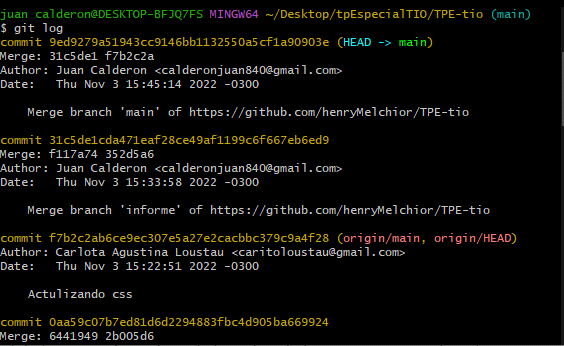 juan calderon@DESKTOP-BFJQ7FS MINGW64 ~/Desktop/tpEspecialTIO/TPE-tio (main)
$ git log
commit 9ed9279a51943cc9146bb1132550a5cf1a90903e (HEAD -> main)
Merge: 31c5de1 f7b2c2a
Author: Juan Calderon <calderonjuan840@gmail.com>
Date:   Thu Nov 3 15:45:14 2022 -0300
    Merge branch 'main' of https://github.com/henryMelchior/TPE-tio
commit 31c5de1cda471eaf28ce49af1199c6f667eb6ed9
Merge: f117a74 352d5a6
Author: Juan Calderon <calderonjuan840@gmail.com>
Date:   Thu Nov 3 15:33:58 2022 -0300
    Merge branch 'informe' of https://github.com/henryMelchior/TPE-tio
commit f7b2c2ab6ce9ec307e5a27e2cacbbc379c9a4f28 (origin/main, origin/HEAD)
Author: Carlota Agustina Loustau <caritoloustau@gmail.com>
Date:   Thu Nov 3 15:22:51 2022 -0300
    Actulizando css
commit 0aa59c07b7ed81d6d2294883fbc4d905ba669924
Merge: 6441949 2b005d6